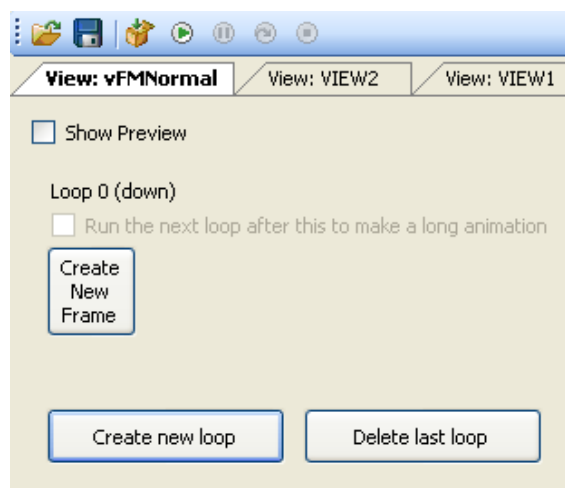 View: vFMNormal View: VIEW2 View: VIEW1
Show Preview
Loop 0 (down)
Run the next loop after this to make a long animation
Create
New
Frame
Create new loop Delete last loop